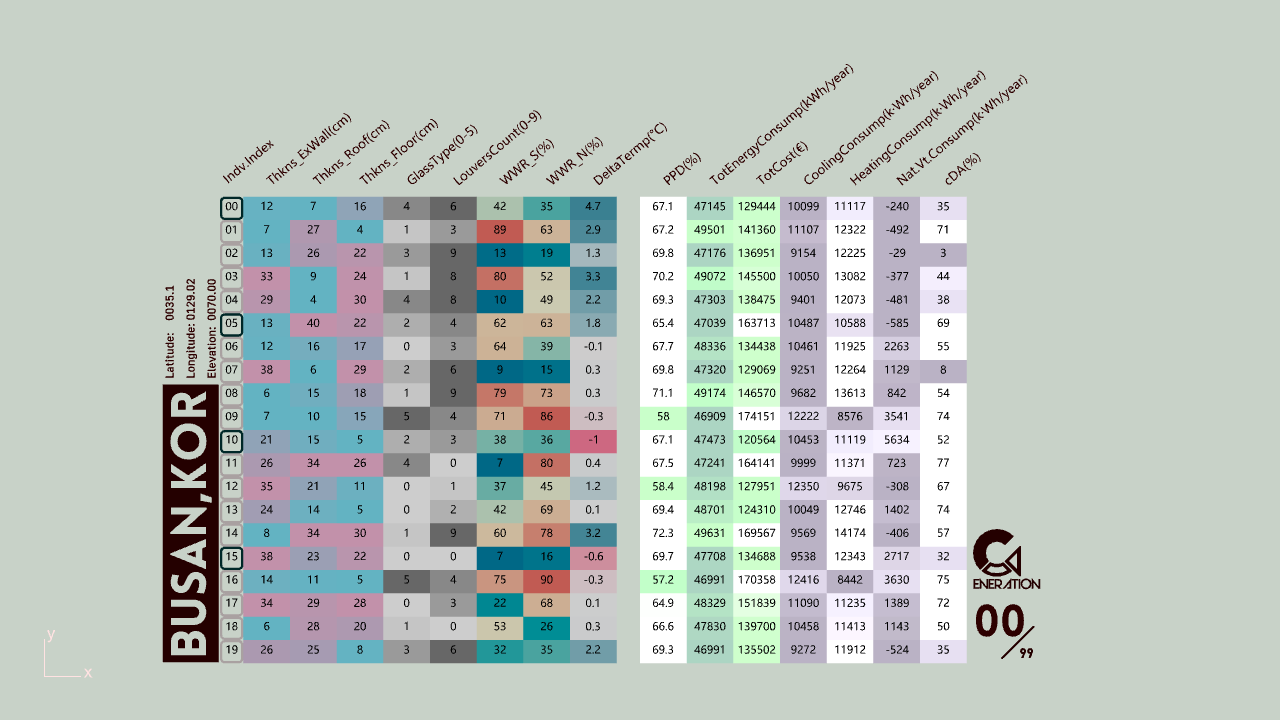 Indv.Index Thkns_ExWall(cm) Thkns_Roof(cm) Thkns_Floor(cm) GlassType(0-5) LouversCount(0-9) WWR_S(%) WWR_N(%) DeltaTermp(°C) PPD(%) TotEnergyConsump(kWh/year) TotCost(€) CoolingConsump(k·Wh/year) HeatingConsump(k·Wh/year) Nat.Vt.Consump(k·Wh/year) cDA(%)
00 12 7 16 4 6 42 35 4.7 67.1 47145 129444 10099 11117 -240 35
01 7 27 4 1 3 89 63 2.9 67.2 49501 141360 11107 12322 -492 71
02 13 26 22 3 9 13 19 1.3 69.8 47176 136951 9154 12225 -29 3
03 33 9 24 1 8 80 52 3.3 70.2 49072 145500 10050 13082 -377 44
04 29 4 30 4 8 10 49 2.2 69.3 47303 138475 9401 12073 -481 38
05 13 40 22 2 4 62 63 1.8 65.4 47039 163713 10487 10588 -585 69
06 12 16 17 0 3 64 39 -0.1 67.7 48336 134438 10461 11925 2263 55
07 38 6 29 2 6 9 15 0.3 69.8 47320 129069 9251 12264 1129 8
08 6 15 18 1 9 79 73 0.3 71.1 49174 146570 9682 13613 842 54
09 7 10 15 5 4 71 86 -0.3 58 46909 174151 12222 8576 3541 74
10 21 15 5 2 3 38 36 -1 67.1 47473 120564 10453 11119 5634 52
11 26 34 26 4 0 7 80 0.4 67.5 47241 164141 9999 11371 723 77
12 35 21 11 0 1 37 45 1.2 58.4 48198 127951 12350 9675 -308 67
13 24 14 5 0 2 42 69 0.1 69.4 48701 124310 10049 12746 1402 74
14 8 34 30 1 9 60 78 3.2 72.3 49631 169567 9569 14174 -406 57
15 38 23 22 0 0 7 16 -0.6 69.7 47708 134688 9538 12343 2717 32
16 14 11 5 5 4 75 90 -0.3 57.2 46991 170358 12416 8442 3630 75
17 34 29 28 0 3 22 68 0.1 64.9 48329 151839 11090 11235 1389 72
18 6 28 20 1 0 53 26 0.3 66.6 47830 139700 10458 11413 1143 50
19 26 25 8 3 6 32 35 2.2 69.3 46991 135502 9272 11912 -524 35
Latitude: 0035.1
Longitude: 0129.02
Elevation: 0070.00
BUSAN,KOR
GENERATION
00/99
y
x